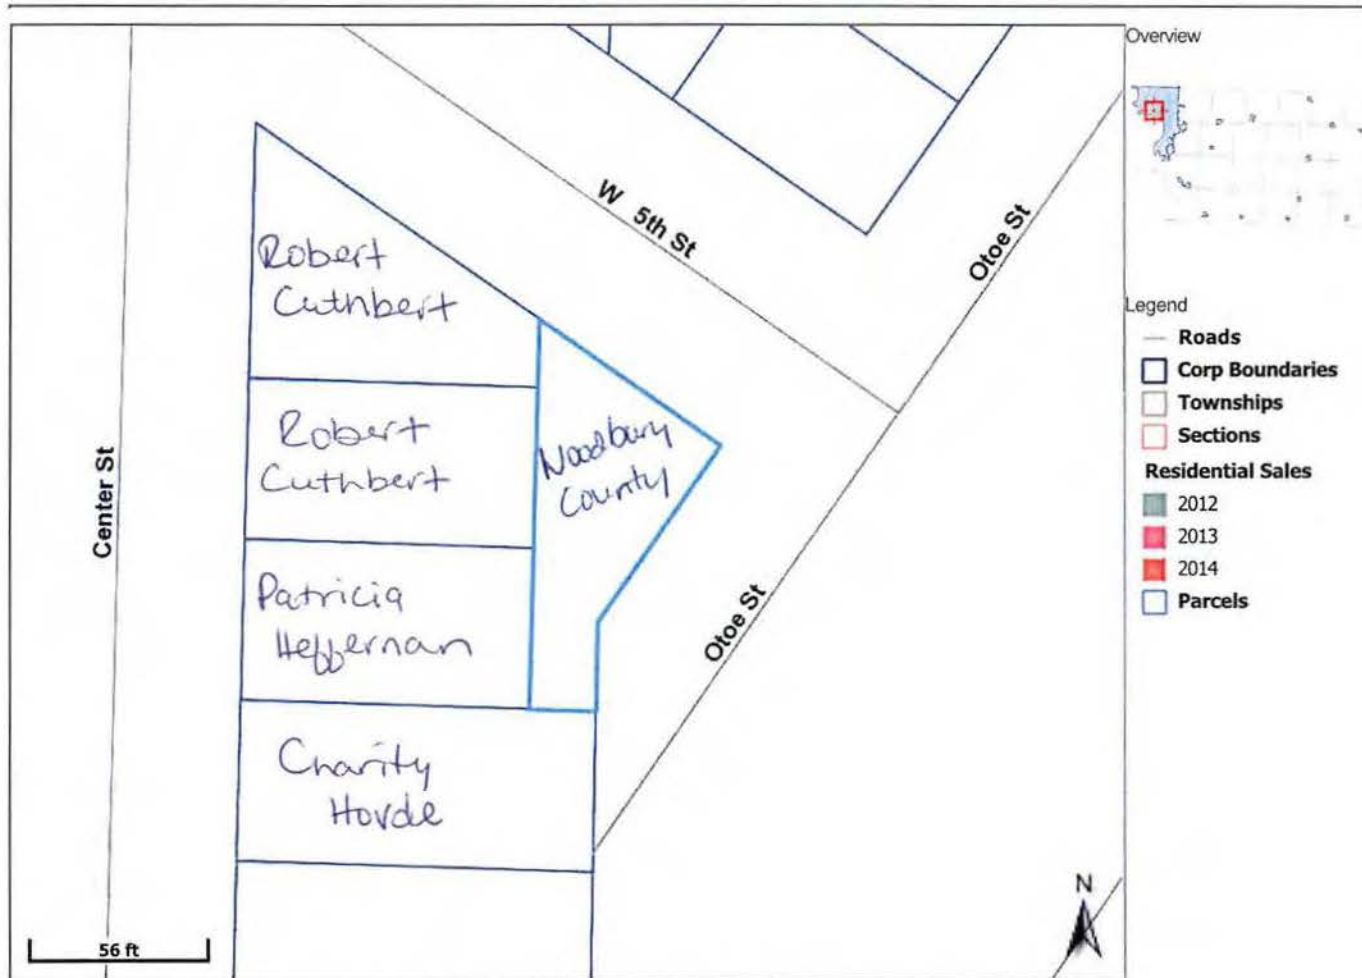 Overview
W 5th St
Otoe St
Robert
Cuthbert
Legend
Roads
Corp Boundaries
Townships
Sections
Residential Sales
2012
2013
2014
Parcels
Robert
Cuthbert
Woodbury
County
Center St
Patricia
Heffernan
Otoe St
Charity
Hovde
N
56 ft